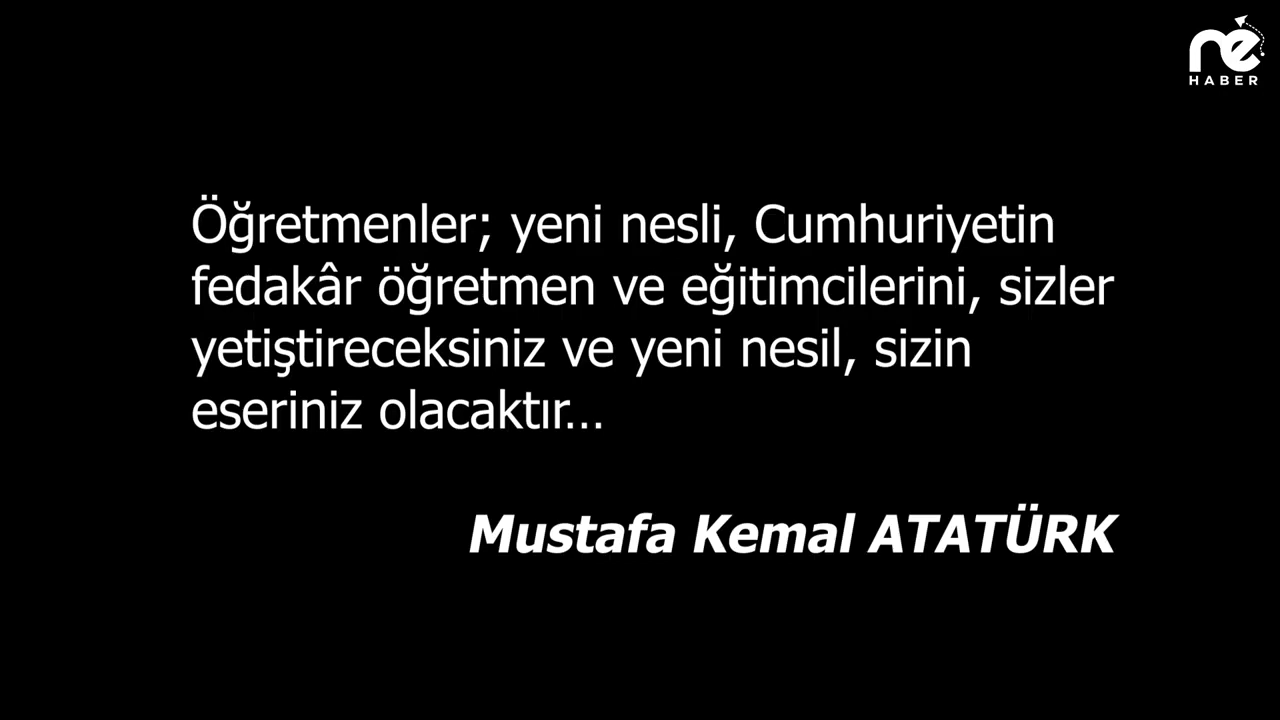 ne
HABER
Öğretmenler; yeni nesli, Cumhuriyetin
fedakâr öğretmen ve eğitimcilerini, sizler
yetiştireceksiniz ve yeni nesil, sizin
eseriniz olacaktır...
Mustafa Kemal ATATÜRK